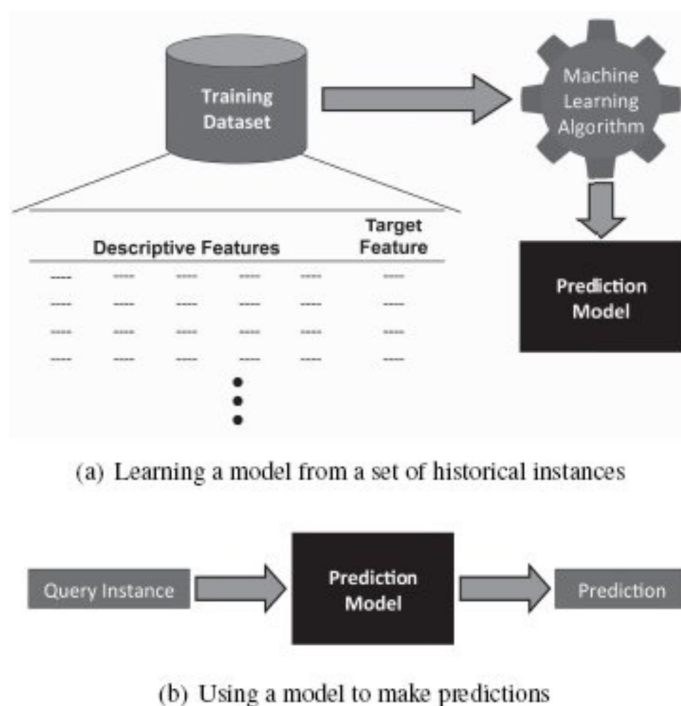 Training
Dataset
Machine
Learning
Algorithm
Target
Descriptive Features Feature
---- ---- ---- ---- ---- ----
---- ---- ---- ---- ---- ----
---- ---- ---- ---- ---- ----
---- ---- ---- ---- ---- ----
Prediction
Model
(a) Learning a model from a set of historical instances
Query Instance
Prediction
Model
Prediction
(b) Using a model to make predictions